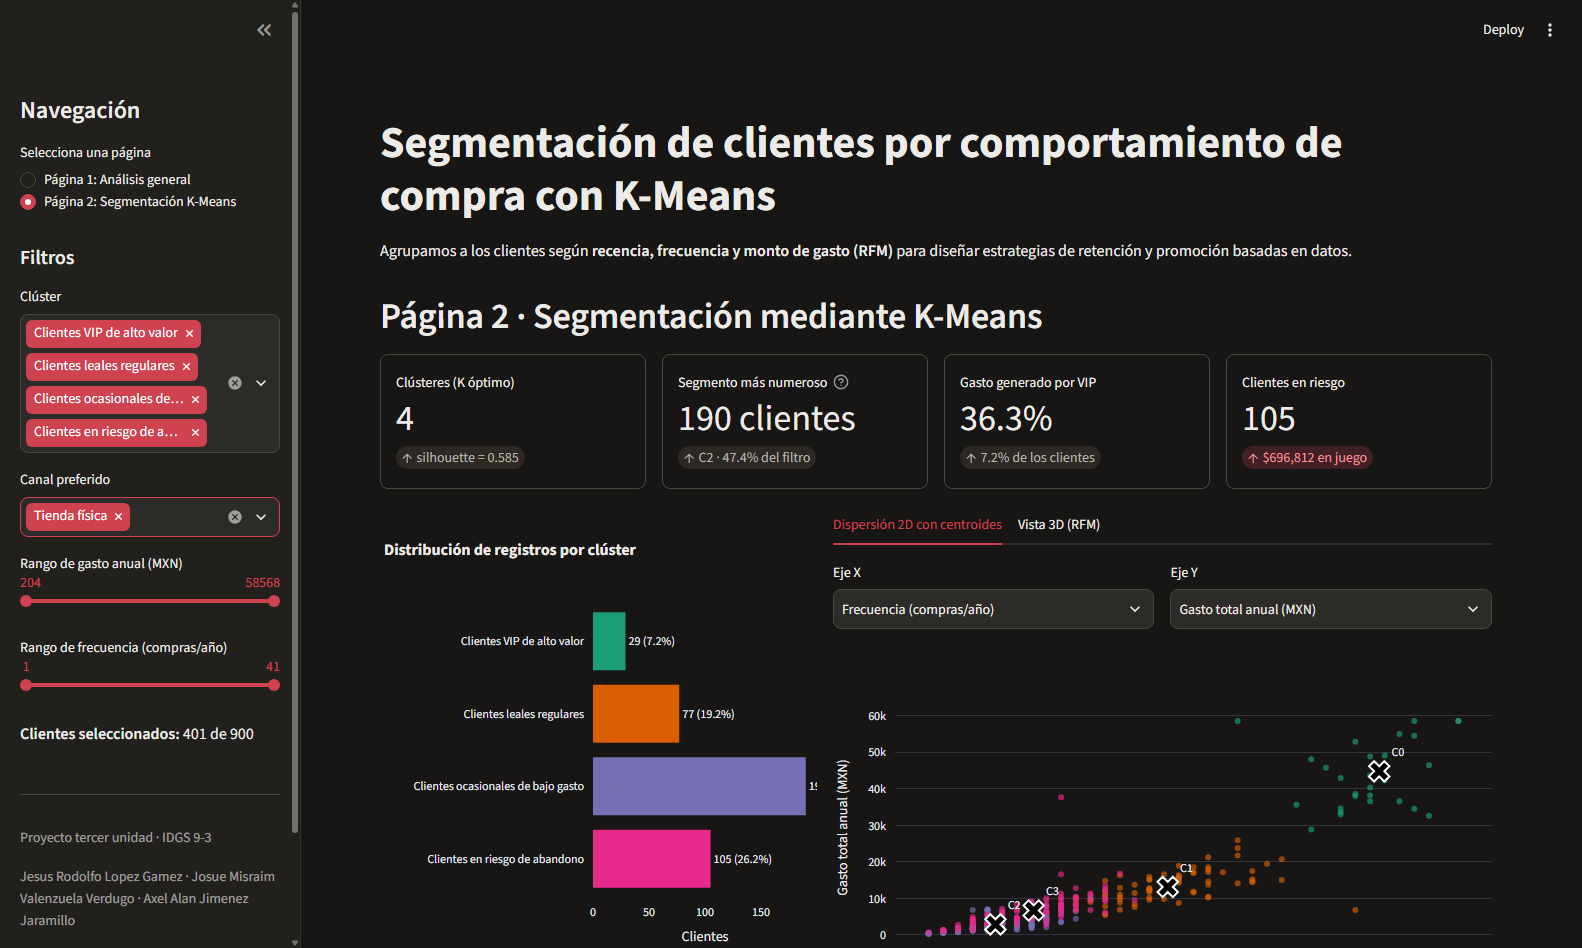 Deploy
Navegación
Selecciona una página
Página 1: Análisis general
Página 2: Segmentación K-Means
Filtros
Clúster
Clientes VIP de alto valor ×
Clientes leales regulares ×
Clientes ocasionales de... ×
Clientes en riesgo de a... ×
Canal preferido
Tienda física ×
Rango de gasto anual (MXN)
204 58568
Rango de frecuencia (compras/año)
1 41
Clientes seleccionados: 401 de 900
Proyecto tercer unidad · IDGS 9-3
Jesus Rodolfo Lopez Gamez · Josue Misraim
Valenzuela Verdugo · Axel Alan Jimenez
Jaramillo
Segmentación de clientes por comportamiento de
compra con K-Means
Agrupamos a los clientes según recencia, frecuencia y monto de gasto (RFM) para diseñar estrategias de retención y promoción basadas en datos.
Página 2 · Segmentación mediante K-Means
Clústeres (K óptimo)
4
↑ silhouette = 0.585
Segmento más numeroso ?
190 clientes
↑ C2 · 47.4% del filtro
Gasto generado por VIP
36.3%
↑ 7.2% de los clientes
Clientes en riesgo
105
↑ $696,812 en juego
Distribución de registros por clúster
Clientes VIP de alto valor 29 (7.2%)
Clientes leales regulares 77 (19.2%)
Clientes ocasionales de bajo gasto
Clientes en riesgo de abandono 105 (26.2%)
0 50 100 150
Clientes
Dispersión 2D con centroides Vista 3D (RFM)
Eje X
Frecuencia (compras/año)
Eje Y
Gasto total anual (MXN)
Gasto total anual (MXN)
60k
50k
40k
30k
20k
10k
0
C0
C1
C3
C2